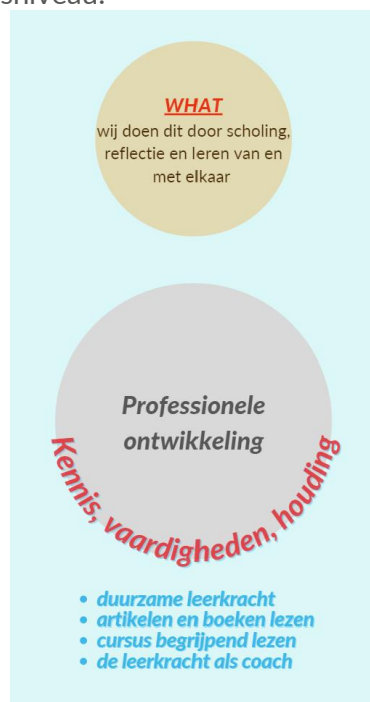 sniveau.
WHAT
wij doen dit door scholing,
reflectie en leren van en
met elkaar
Professionele
ontwikkeling
Kennis, vaardigheden, houding
• duurzame leerkracht
• artikelen en boeken lezen
• cursus begrijpend lezen
• de leerkracht als coach